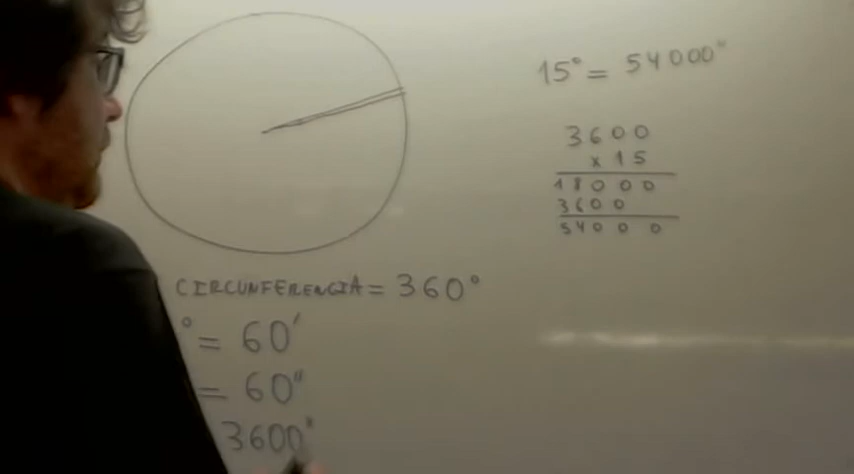 15° = 54000"
3600
x 15
18000
3600
54000
CIRCUNFERENCIA = 360°
° = 60'
= 60"
3600"